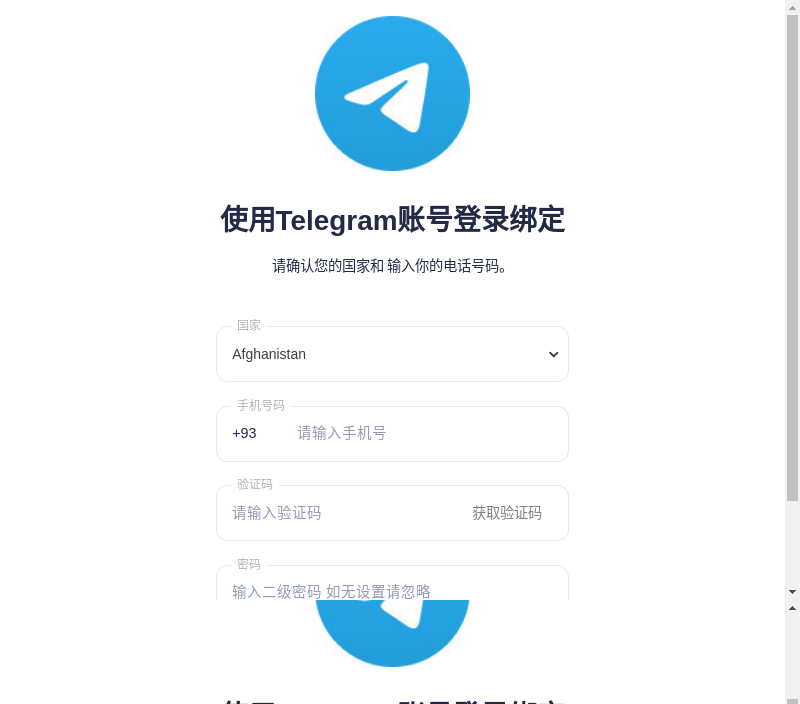 使用Telegram账号登录绑定
请确认您的国家和 输入你的电话号码。
国家
Afghanistan
手机号码
+93 请输入手机号
验证码
请输入验证码 获取验证码
密码
输入二级密码 如无设置请忽略